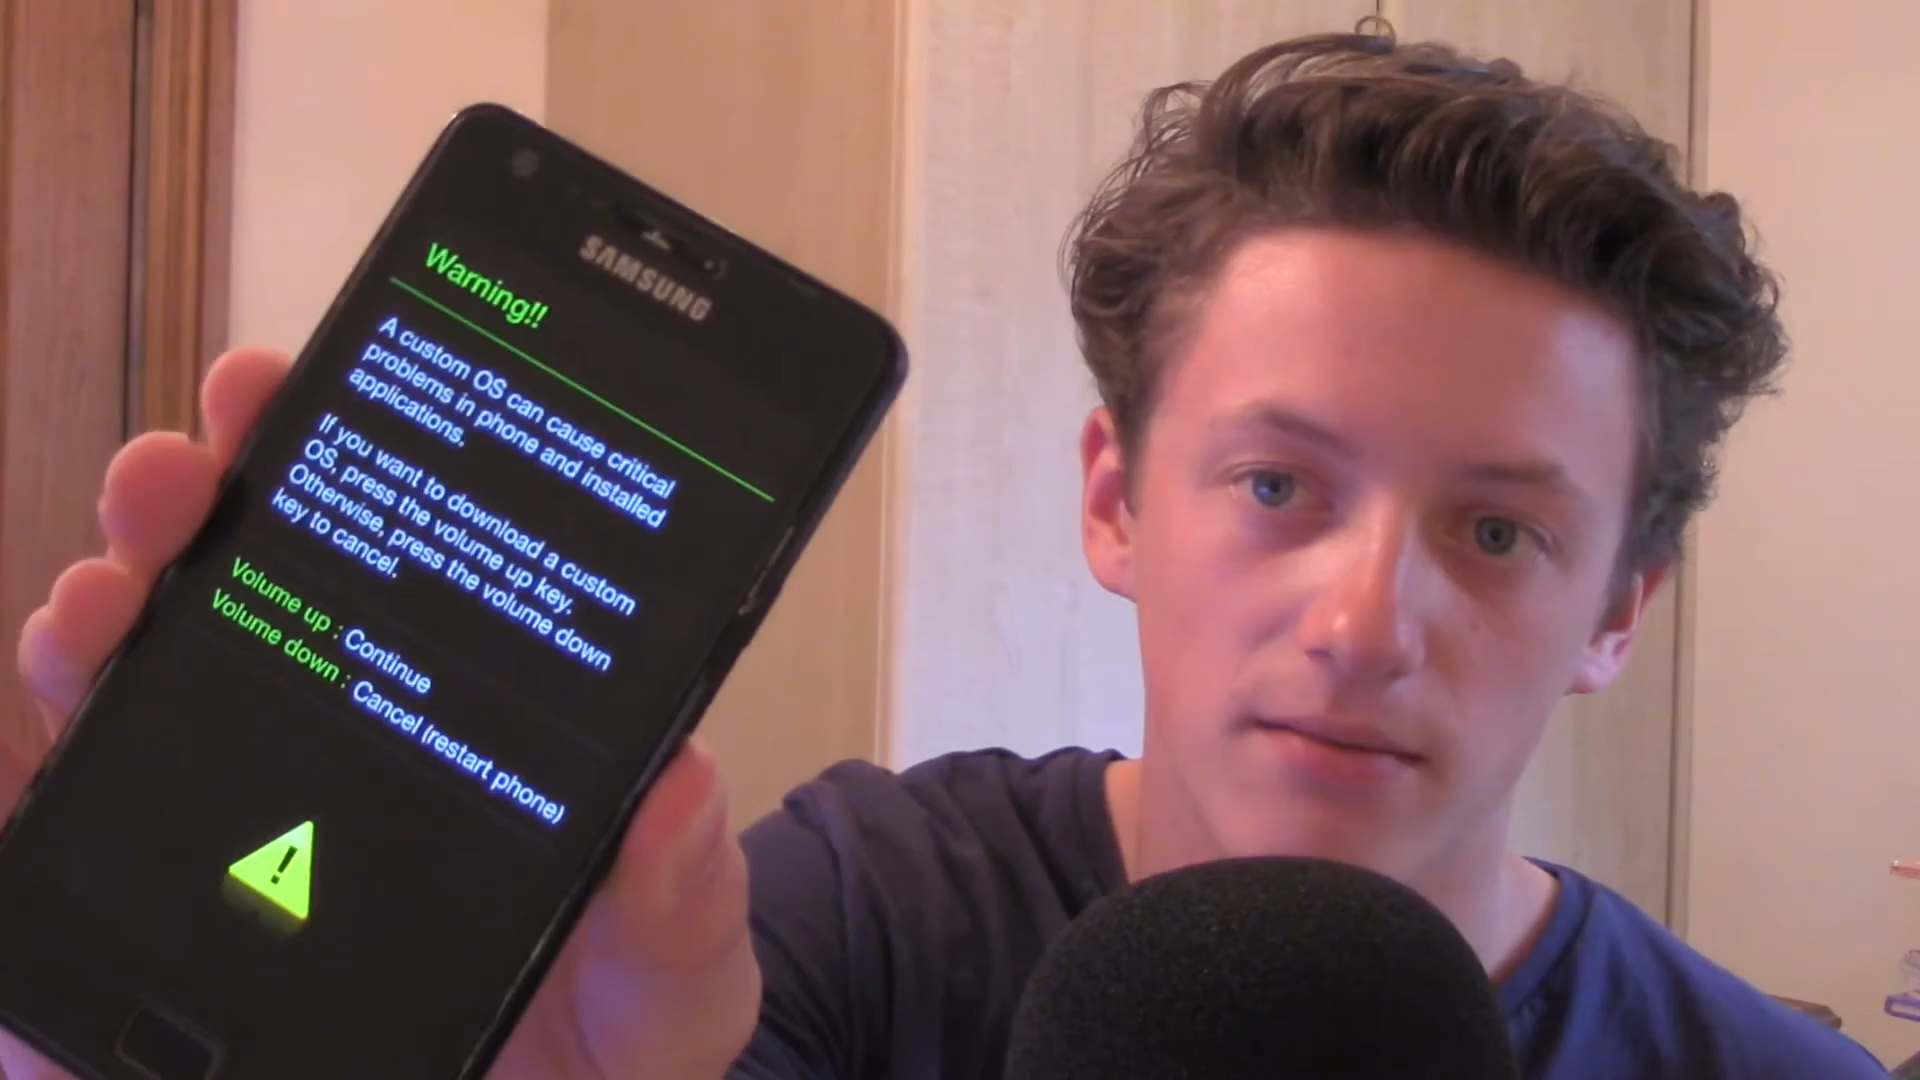 SAMSUNG
Warning!!
A custom OS can cause critical
problems in phone and installed
applications.
If you want to download a custom
OS, press the volume up key.
Otherwise, press the volume down
key to cancel.
Volume up : Continue
Volume down : Cancel (restart phone)
!